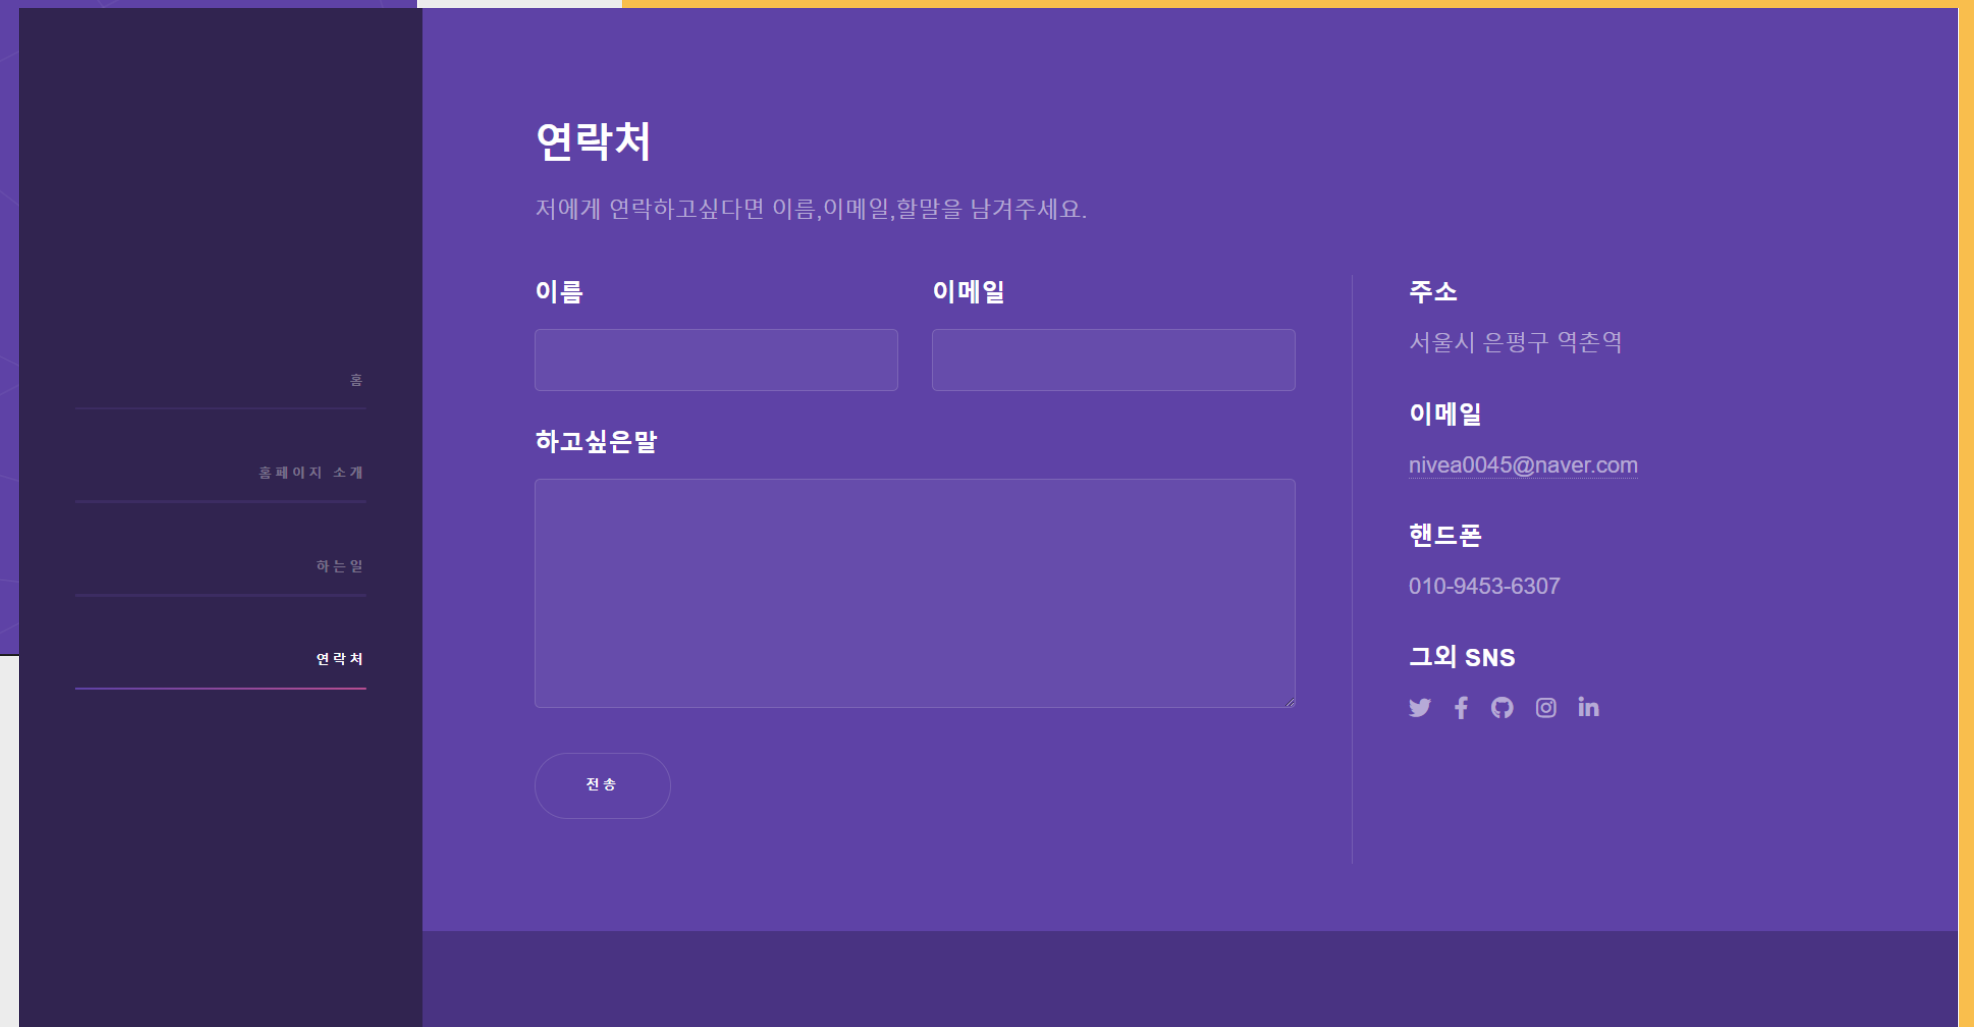 홈
홈페이지 소개
하는일
연락처
연락처
저에게 연락하고싶다면 이름,이메일,할말을 남겨주세요.
이름
이메일
하고싶은말
전송
주소
서울시 은평구 역촌역
이메일
nivea0045@naver.com
핸드폰
010-9453-6307
그외 SNS